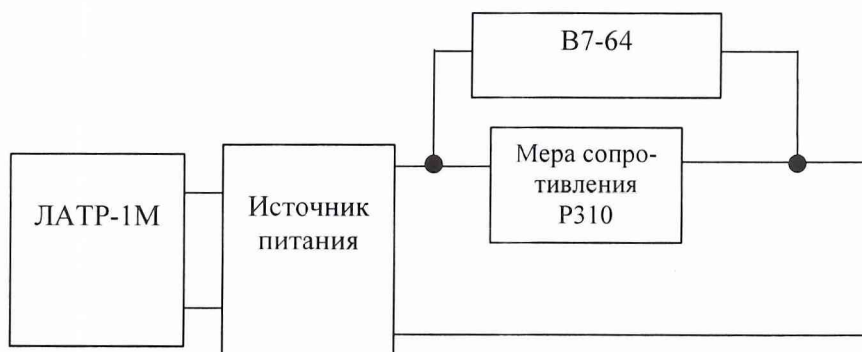 В7-64
Мера сопро-
тивления
Р310
ЛАТР-1М
Источник
питания